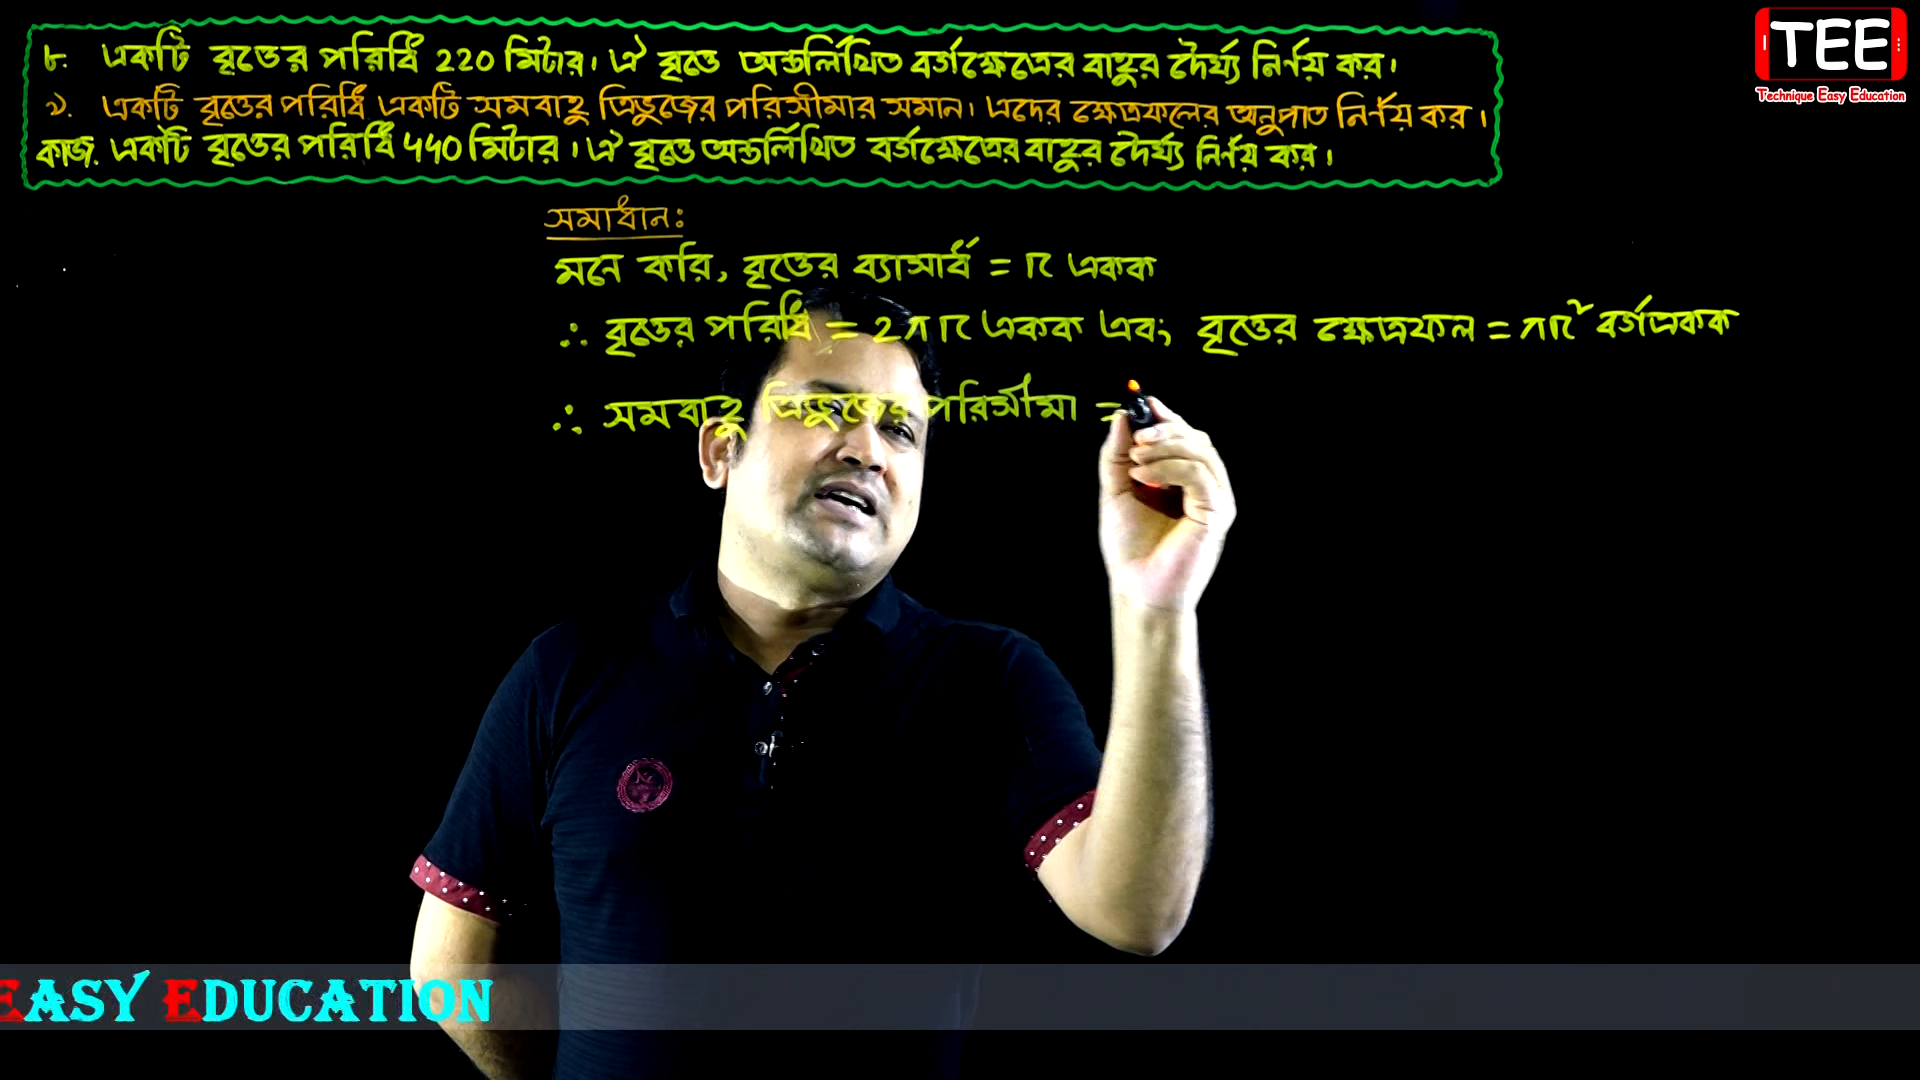 ৮. একটি বৃত্তের পরিধি 220 মিটার। ঐ বৃত্তে অন্তর্লিখিত বর্গক্ষেত্রের বাহুর দৈর্ঘ্য নির্ণয় কর।
TEE
Technique Easy Education
৯. একটি বৃত্তের পরিধি একটি সমবাহু ত্রিভুজের পরিসীমার সমান। এদের ক্ষেত্রফলের অনুপাত নির্ণয় কর।
কাজ. একটি বৃত্তের পরিধি 440 মিটার। ঐ বৃত্তে অন্তর্লিখিত বর্গক্ষেত্রের বাহুর দৈর্ঘ্য নির্ণয় কর।
সমাধান:
মনে করি, বৃত্তের ব্যাসার্ধ = r একক
∴ বৃত্তের পরিধি = 2πr একক এবং বৃত্তের ক্ষেত্রফল = πr² বর্গএকক
∴ সমবাহু ত্রিভুজের পরিসীমা =
EASY EDUCATION